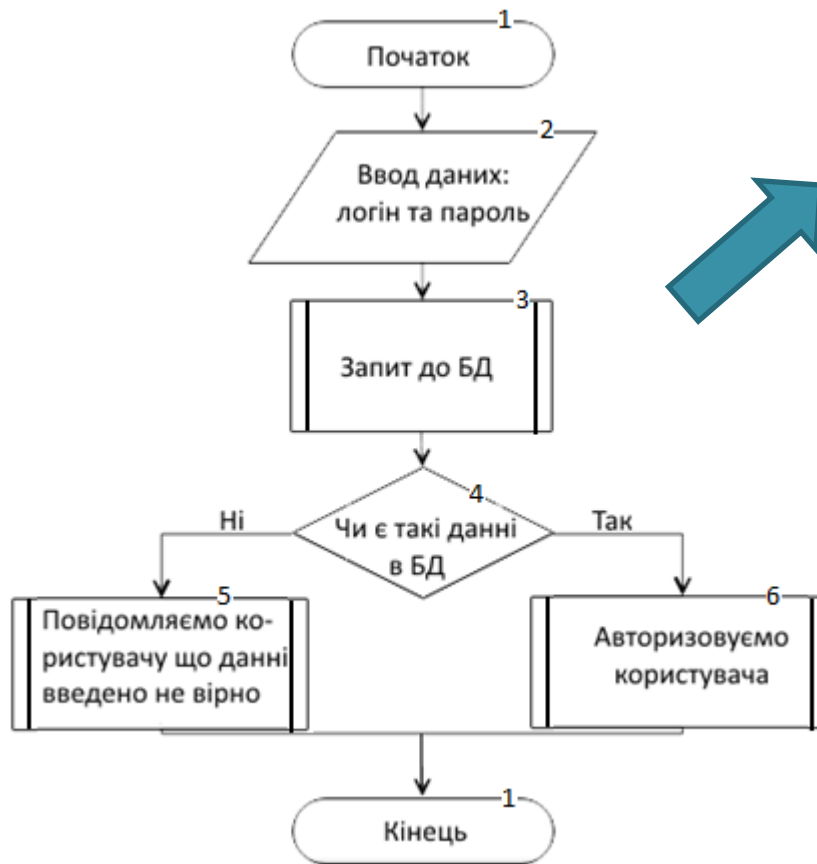 1
Початок
2
Ввод даних:
логін та пароль
3
Запит до БД
4
Чи є такі данні
в БД
Ні
Так
5
Повідомляємо ко-
ристувачу що данні
введено не вірно
6
Авторизовуємо
користувача
1
Кінець